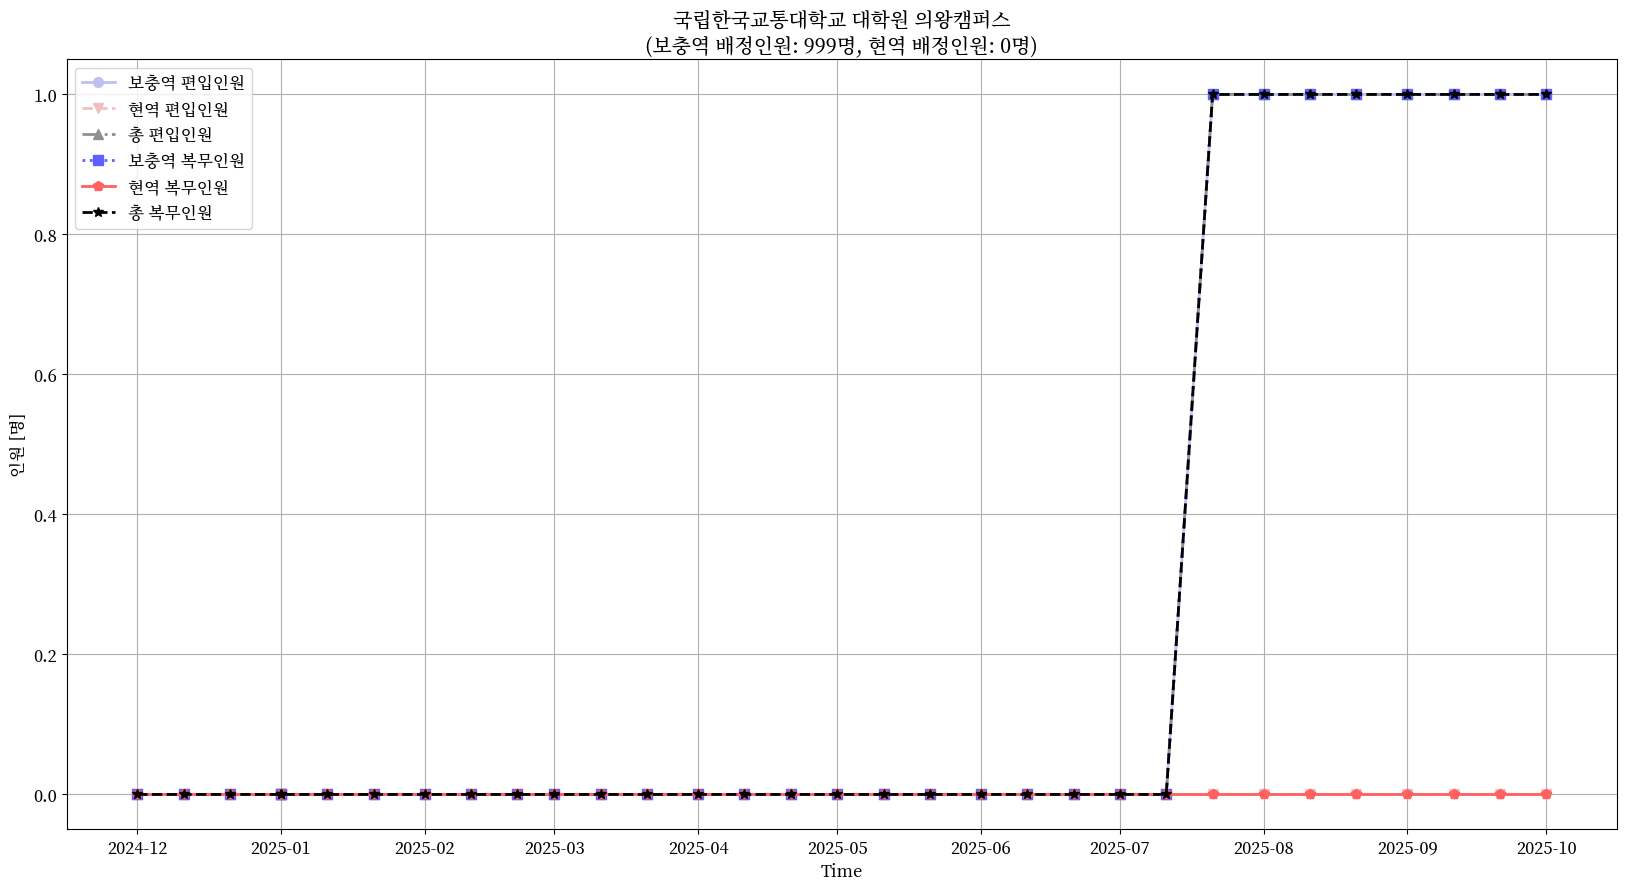 국립한국교통대학교 대학원 의왕캠퍼스
(보충역 배정인원: 999명, 현역 배정인원: 0명)
보충역 편입인원
현역 편입인원
총 편입인원
보충역 복무인원
현역 복무인원
총 복무인원
인원 [명]
1.0
0.8
0.6
0.4
0.2
0.0
2024-12 2025-01 2025-02 2025-03 2025-04 2025-05 2025-06 2025-07 2025-08 2025-09 2025-10
Time